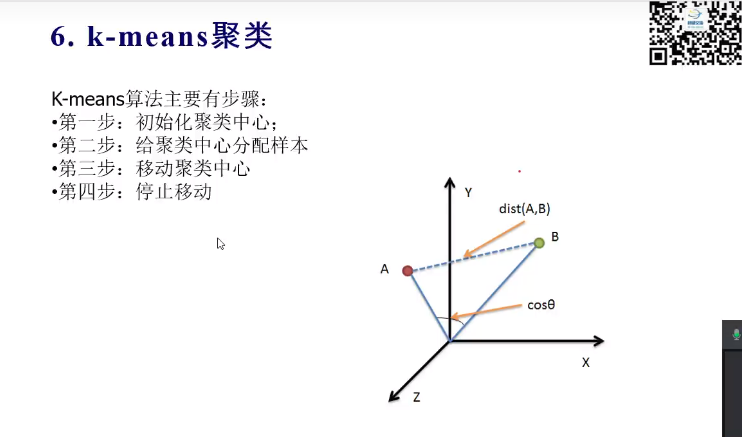 6. k-means聚类
K-means算法主要有步骤：
•第一步：初始化聚类中心；
•第二步：给聚类中心分配样本
•第三步：移动聚类中心
•第四步：停止移动
Y
dist(A,B)
B
A
cosθ
X
Z